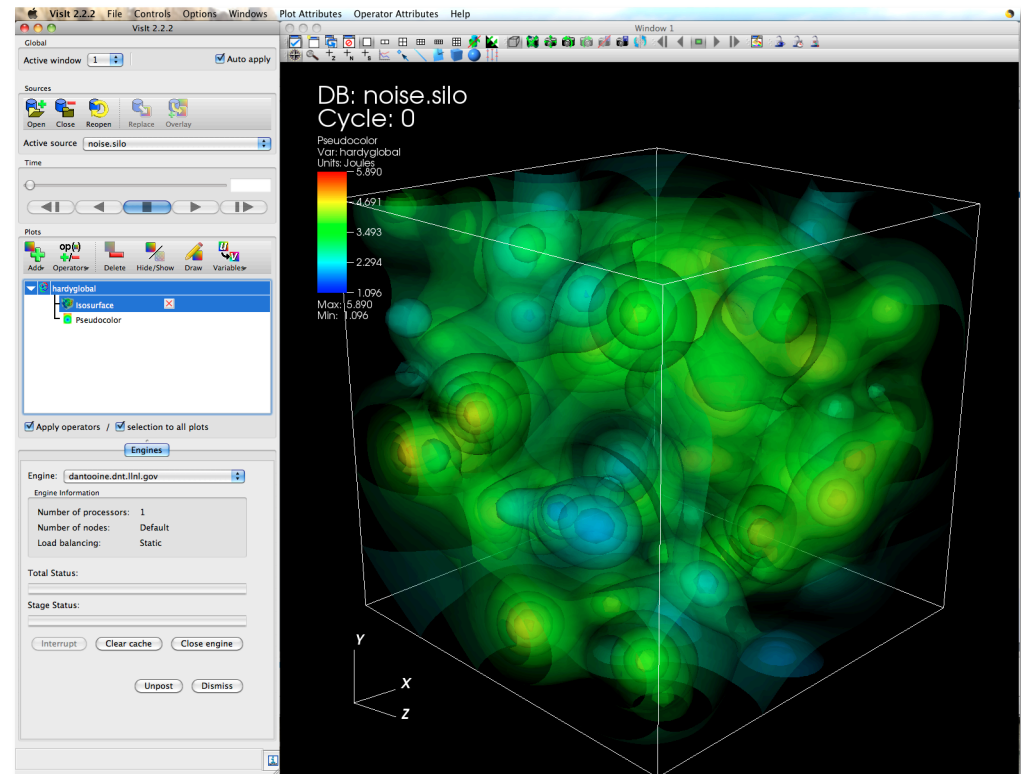 VisIt 2.2.2 File Controls Options Windows Plot Attributes Operator Attributes Help
VisIt 2.2.2
Global
Active window 1 Auto apply
Sources
Open Close Reopen Replace Overlay
Active source noise.silo
Time
Plots
op(u)
Add Operators Delete Hide/Show Draw Variables
hardyglobal
Isosurface
Pseudocolor
Apply operators / selection to all plots
Engines
Engine: dantooine.dnt.llnl.gov
Engine Information
Number of processors: 1
Number of nodes: Default
Load balancing: Static
Total Status:
Stage Status:
Interrupt Clear cache Close engine
Unpost Dismiss
Window 1
DB: noise.silo
Cycle: 0
Pseudocolor
Var: hardyglobal
Units: Joules
5.890
4.691
3.493
2.294
1.096
Max: 5.890
Min: 1.096
Y
X
Z